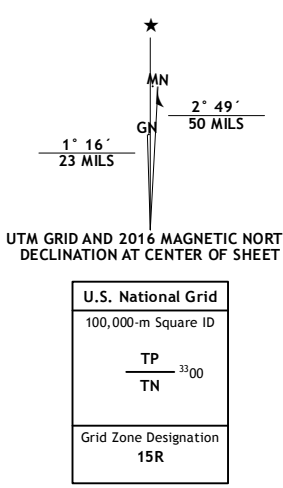 ★
MN
2° 49´
50 MILS
GN
1° 16´
23 MILS
UTM GRID AND 2016 MAGNETIC NORT
DECLINATION AT CENTER OF SHEET
U.S. National Grid
100,000-m Square ID
TP
³³00
TN
Grid Zone Designation
15R